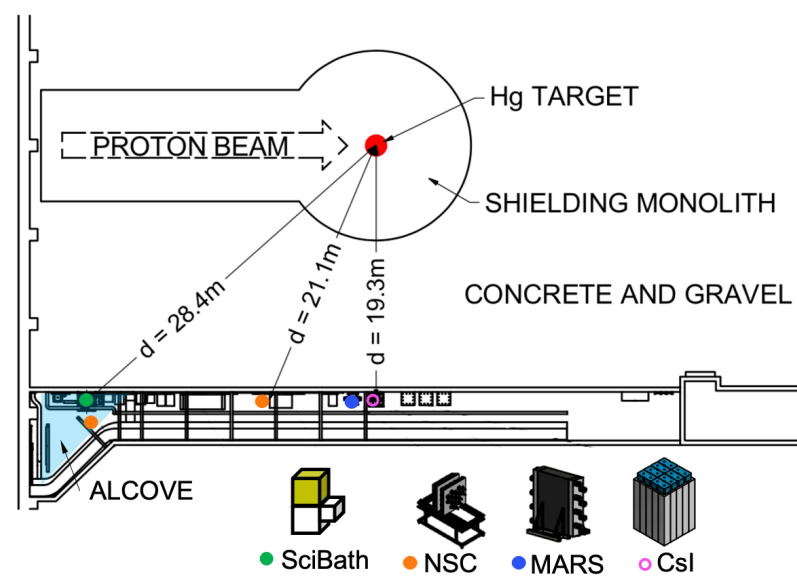 Hg TARGET
PROTON BEAM
SHIELDING MONOLITH
d = 28.4m
d = 21.1m
d = 19.3m
CONCRETE AND GRAVEL
ALCOVE
SciBath
NSC
MARS
CsI